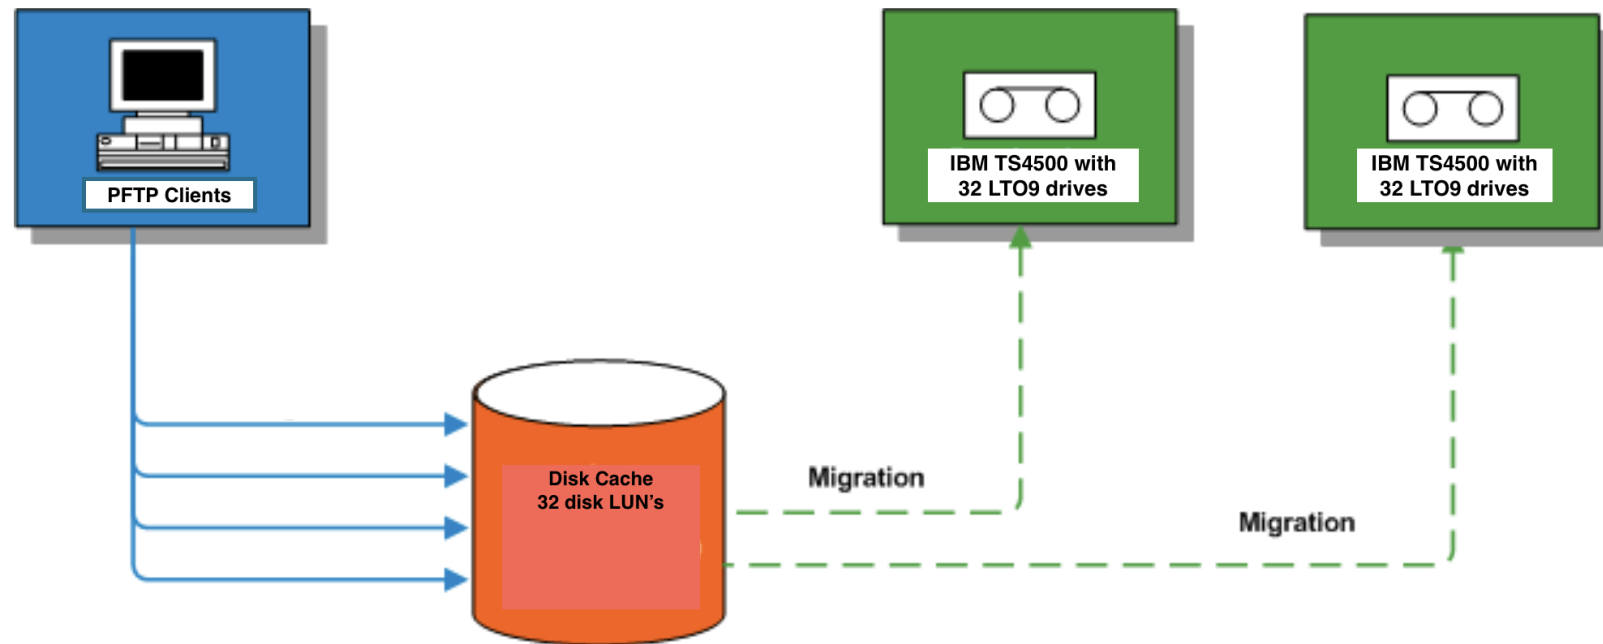 PFTP Clients
IBM TS4500 with
32 LTO9 drives
IBM TS4500 with
32 LTO9 drives
Disk Cache
32 disk LUN’s
Migration
Migration